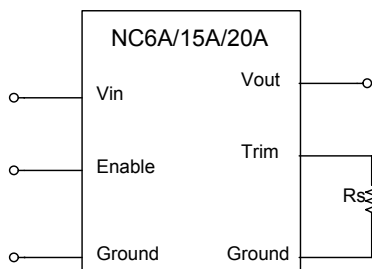 NC6A/15A/20A
Vin
Vout
Enable
Trim
Rs
Ground
Ground